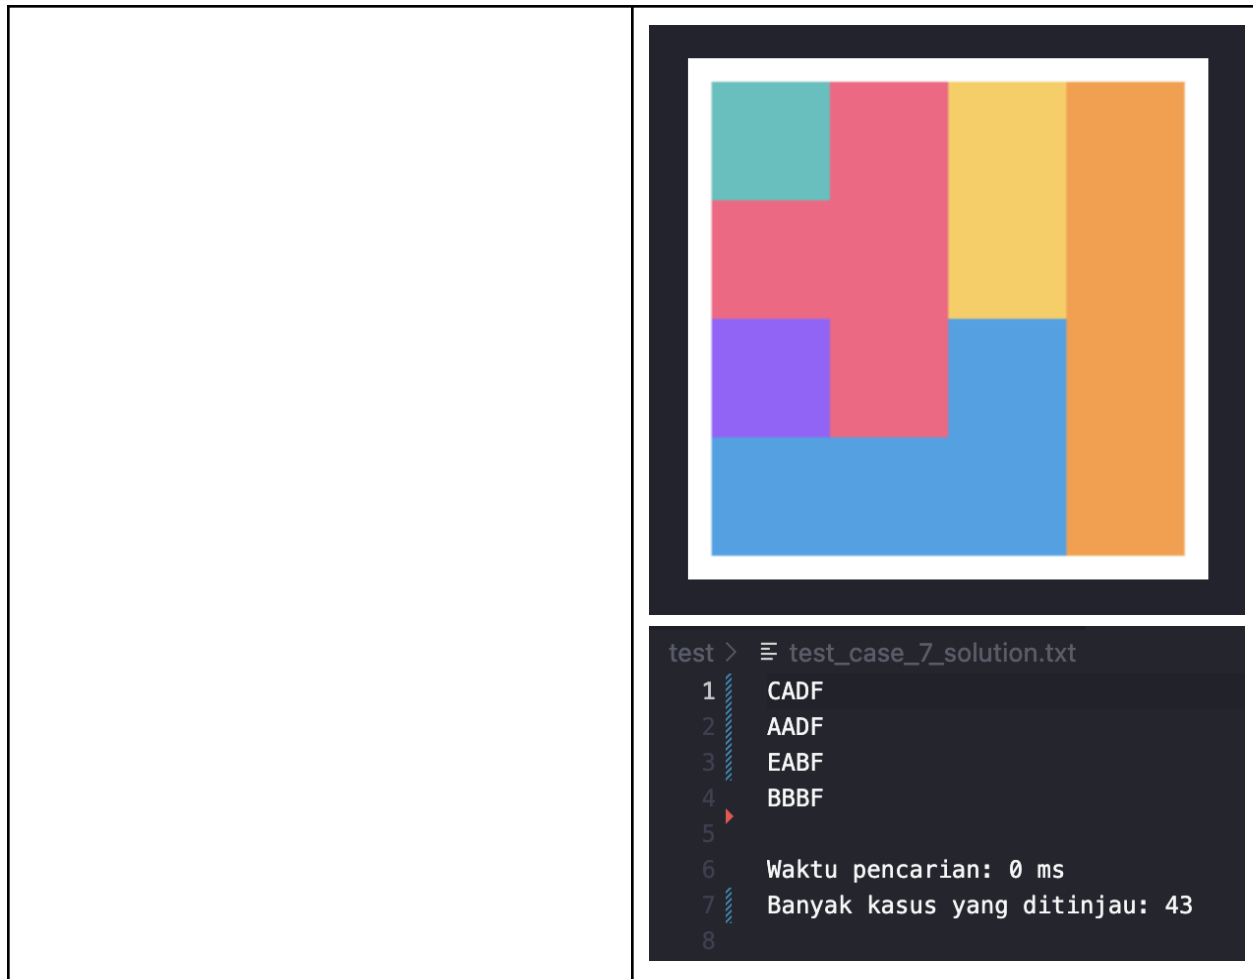 test > test_case_7_solution.txt
1 CADF
2 AADF
3 EABF
4 BBBF
5
6 Waktu pencarian: 0 ms
7 Banyak kasus yang ditinjau: 43
8